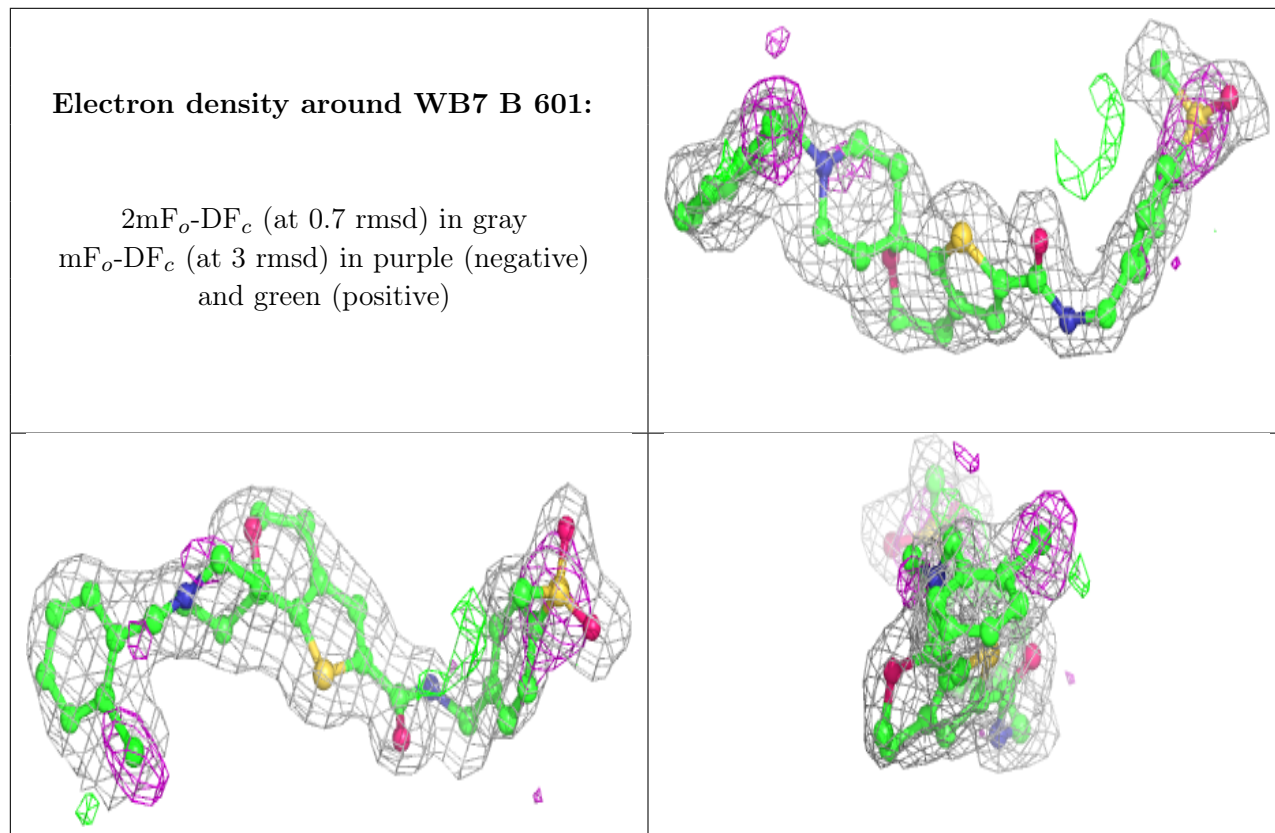 Electron density around WB7 B 601:
2mFo-DFc (at 0.7 rmsd) in gray
mFo-DFc (at 3 rmsd) in purple (negative)
and green (positive)